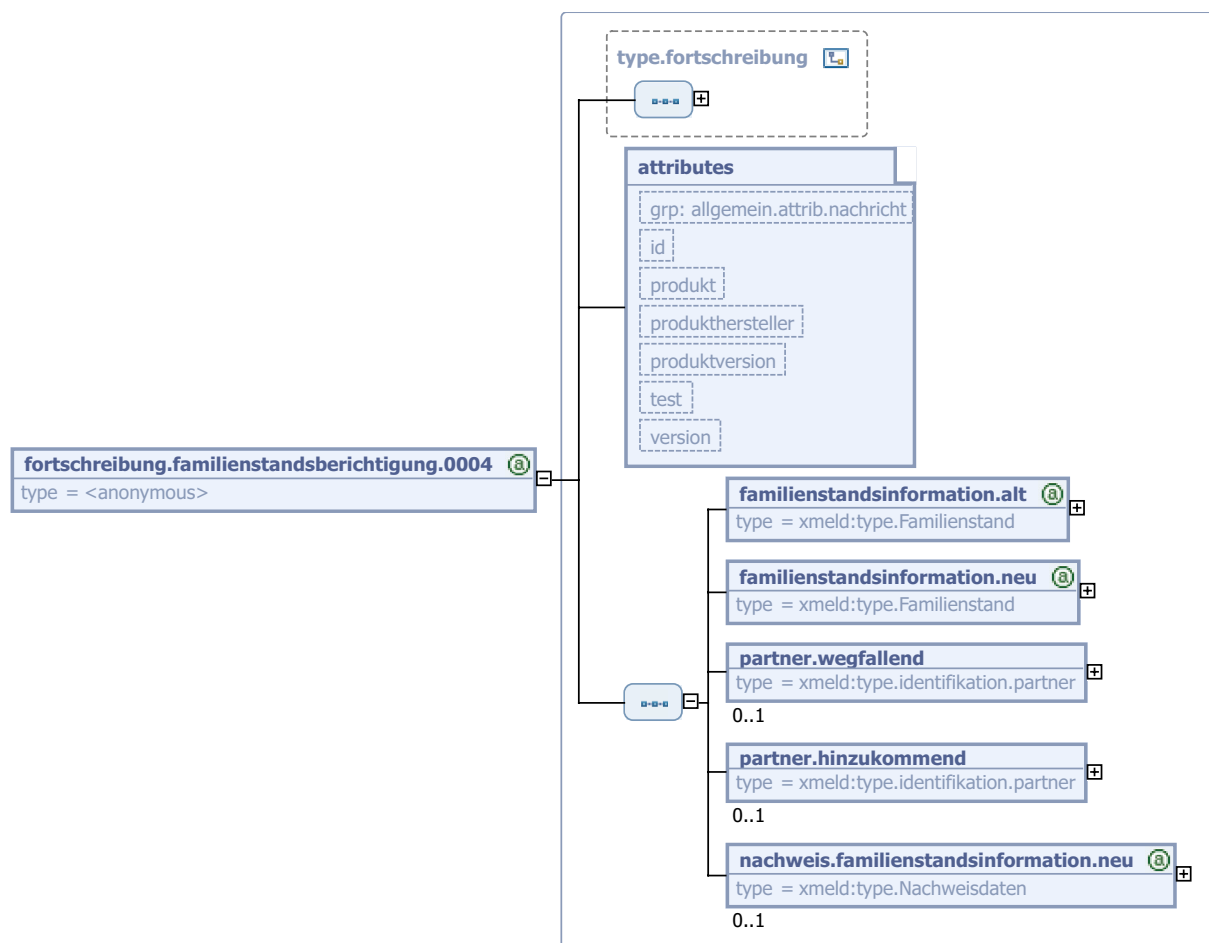 type.fortschreibung
attributes
grp: allgemein.attrib.nachricht
id
produkt
produkthersteller
produktversion
test
version
fortschreibung.familienstandsberichtigung.0004 a
type = <anonymous>
familienstandsinformation.alt a
type = xmeld:type.Familienstand
familienstandsinformation.neu a
type = xmeld:type.Familienstand
partner.wegfallend
type = xmeld:type.identifikation.partner
0..1
partner.hinzukommend
type = xmeld:type.identifikation.partner
0..1
nachweis.familienstandsinformation.neu a
type = xmeld:type.Nachweisdaten
0..1